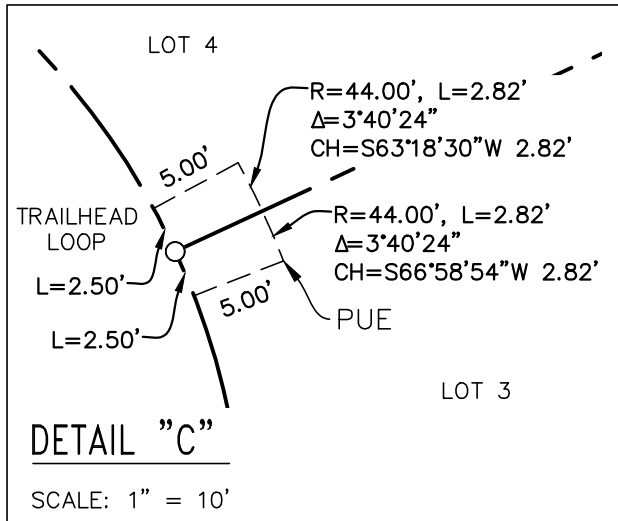 LOT 4
R=44.00', L=2.82'
Δ=3°40'24"
CH=S63°18'30"W 2.82'
5.00'
TRAILHEAD
LOOP
R=44.00', L=2.82'
Δ=3°40'24"
CH=S66°58'54"W 2.82'
L=2.50'
5.00'
L=2.50'
PUE
LOT 3
DETAIL "C"
SCALE: 1" = 10'